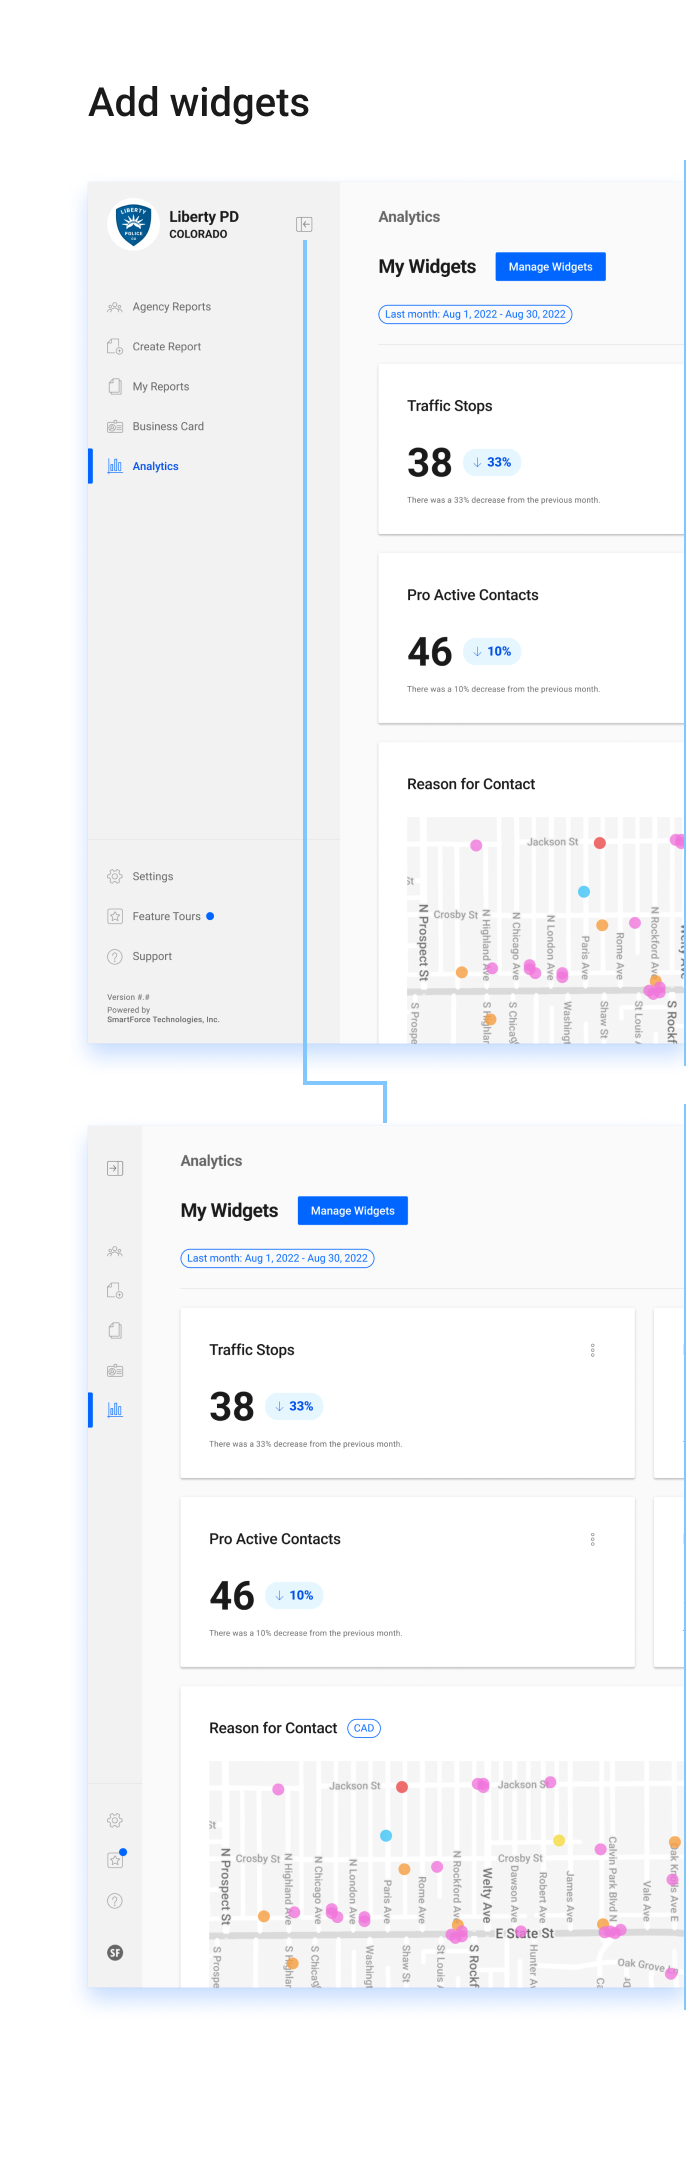 Add widgets
LIBERTY
POLICE
CO
Liberty PD
COLORADO
Agency Reports
Create Report
My Reports
Business Card
Analytics
Settings
Feature Tours
Support
Version #.#
Powered by
SmartForce Technologies, Inc.
Analytics
My Widgets
Manage Widgets
Last month: Aug 1, 2022 - Aug 30, 2022
Traffic Stops
38
↓ 33%
There was a 33% decrease from the previous month.
Pro Active Contacts
46
↓ 10%
There was a 10% decrease from the previous month.
Reason for Contact
Jackson St
St
Crosby St
N Prospect St
N Highland Ave
N Chicago Ave
N London Ave
Paris Ave
Rome Ave
N Rockford Ave
S Prospe
S Highlan
S Chicag
Washingt
Shaw St
St Louis A
S Rockf
Analytics
My Widgets
Manage Widgets
Last month: Aug 1, 2022 - Aug 30, 2022
Traffic Stops
38
↓ 33%
There was a 33% decrease from the previous month.
Pro Active Contacts
46
↓ 10%
There was a 10% decrease from the previous month.
Reason for Contact
CAD
Jackson St
Jackson St
St
Crosby St
Crosby St
N Prospect St
N Highland Ave
N Chicago Ave
N London Ave
Paris Ave
Rome Ave
N Rockford Ave
Welty Ave
Dawson Ave
Robert Ave
James Ave
Calvin Park Blvd N
Vale Ave
Oak Knolls Ave E
E State St
S Prospe
S Highlan
S Chicag
Washingt
Shaw St
St Louis A
S Rockf
Hunter Av
Ca
Oak Grove Ln
SF